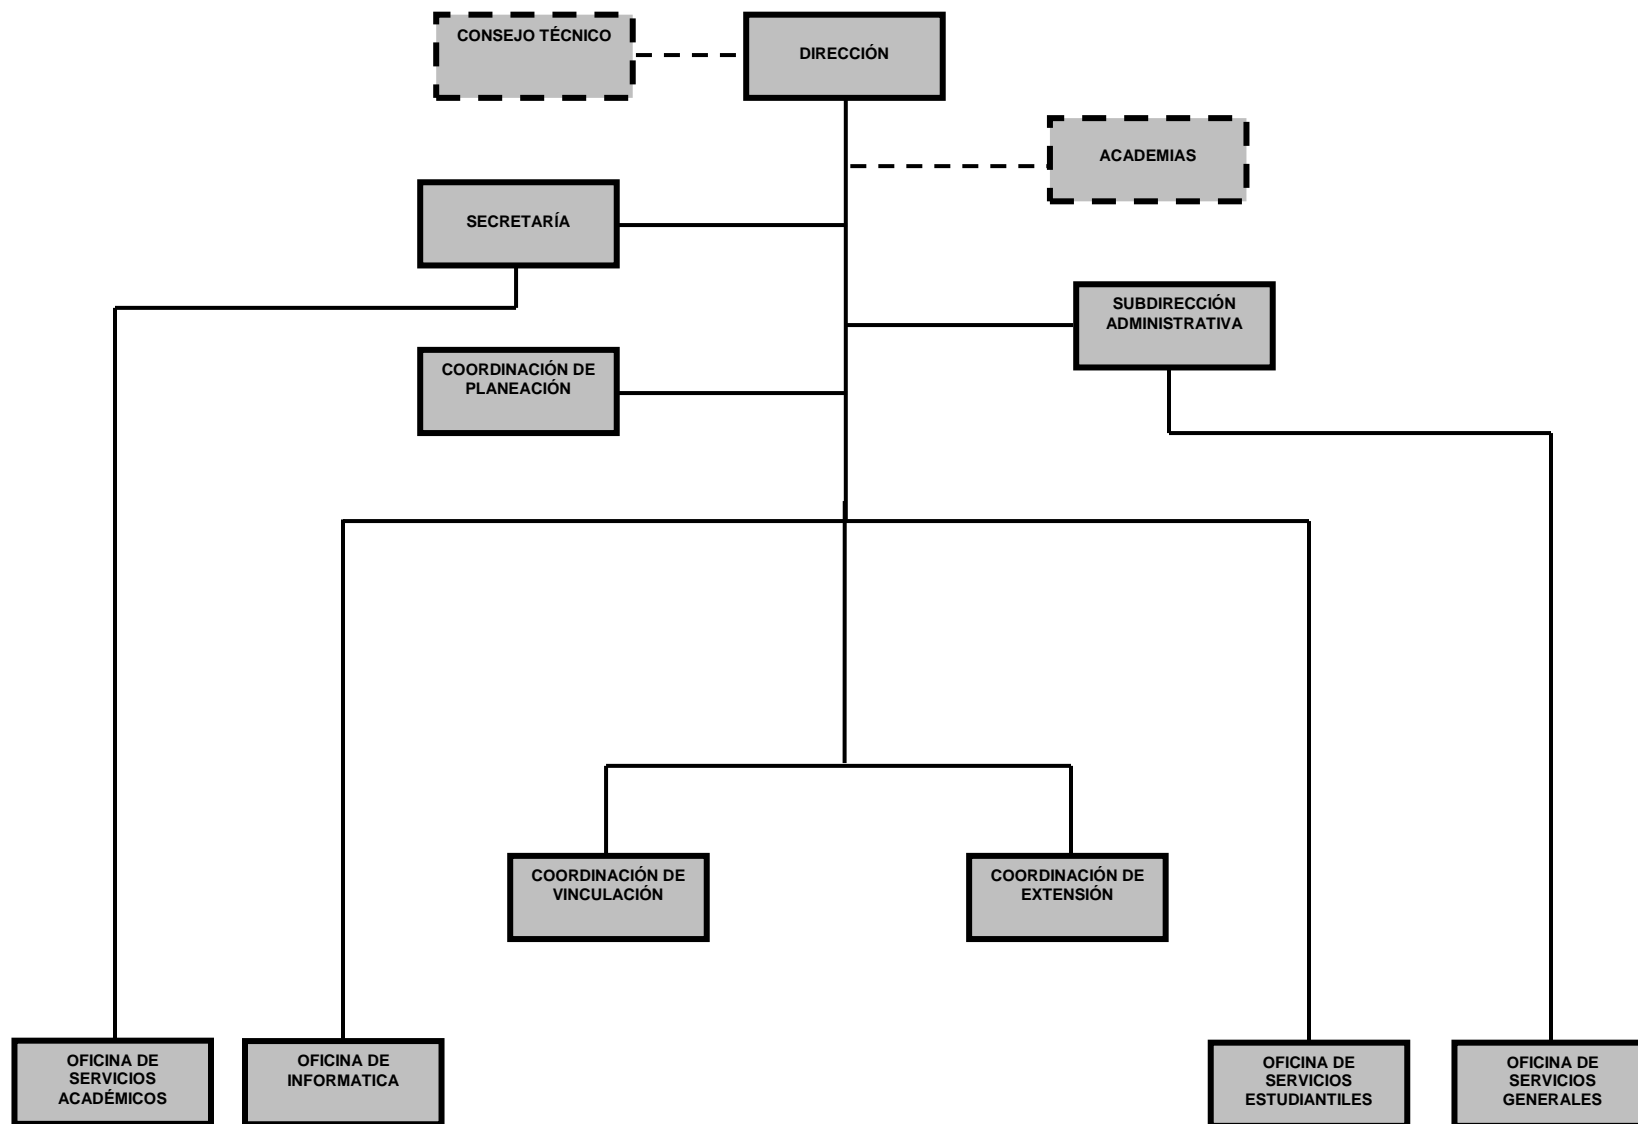 CONSEJO TÉCNICO
DIRECCIÓN
ACADEMIAS
SECRETARÍA
SUBDIRECCIÓN
ADMINISTRATIVA
COORDINACIÓN DE
PLANEACIÓN
COORDINACIÓN DE
VINCULACIÓN
COORDINACIÓN DE
EXTENSIÓN
OFICINA DE
SERVICIOS
ACADÉMICOS
OFICINA DE
INFORMATICA
OFICINA DE
SERVICIOS
ESTUDIANTILES
OFICINA DE
SERVICIOS
GENERALES